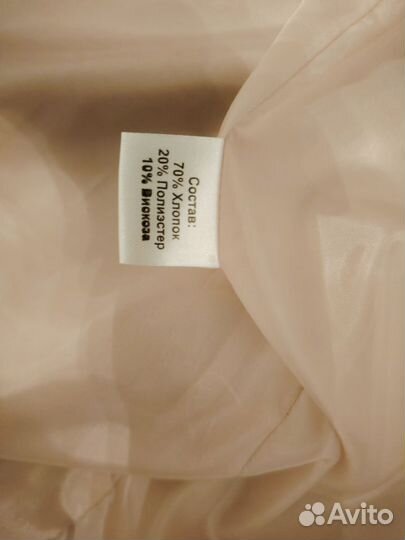 Состав:
70% Хлопок
20% Полиэстер
10% Вискоза
Avito